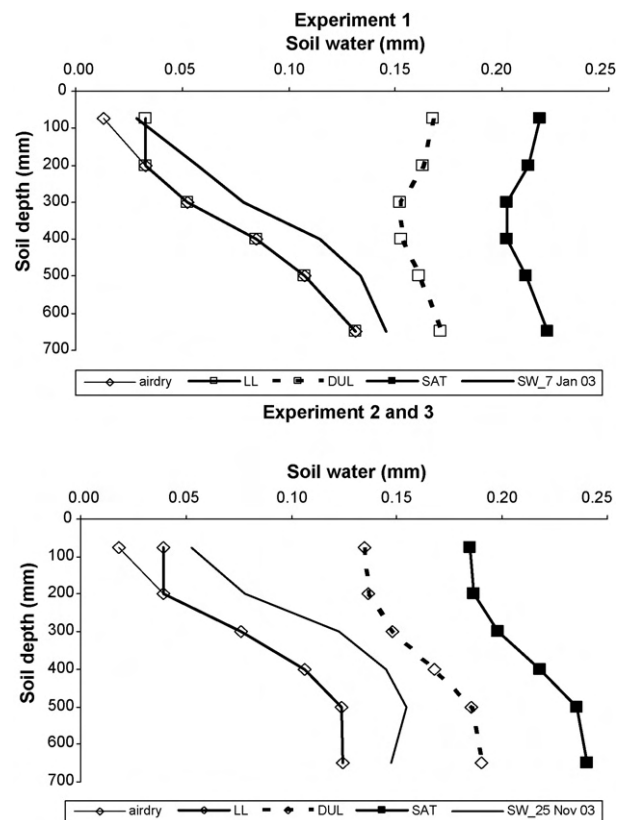 Experiment 1
Soil water (mm)
0.00 0.05 0.10 0.15 0.20 0.25
0
100
200
300
400
500
600
700
Soil depth (mm)
airdry LL DUL SAT SW_7 Jan 03
Experiment 2 and 3
Soil water (mm)
0.00 0.05 0.10 0.15 0.20 0.25
0
100
200
300
400
500
600
700
Soil depth (mm)
airdry LL DUL SAT SW_25 Nov 03